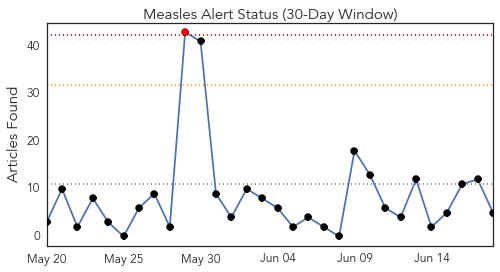 Measles Alert Status (30-Day Window)
Articles Found
40
30
20
10
0
May 20 May 25 May 30 Jun 04 Jun 09 Jun 14